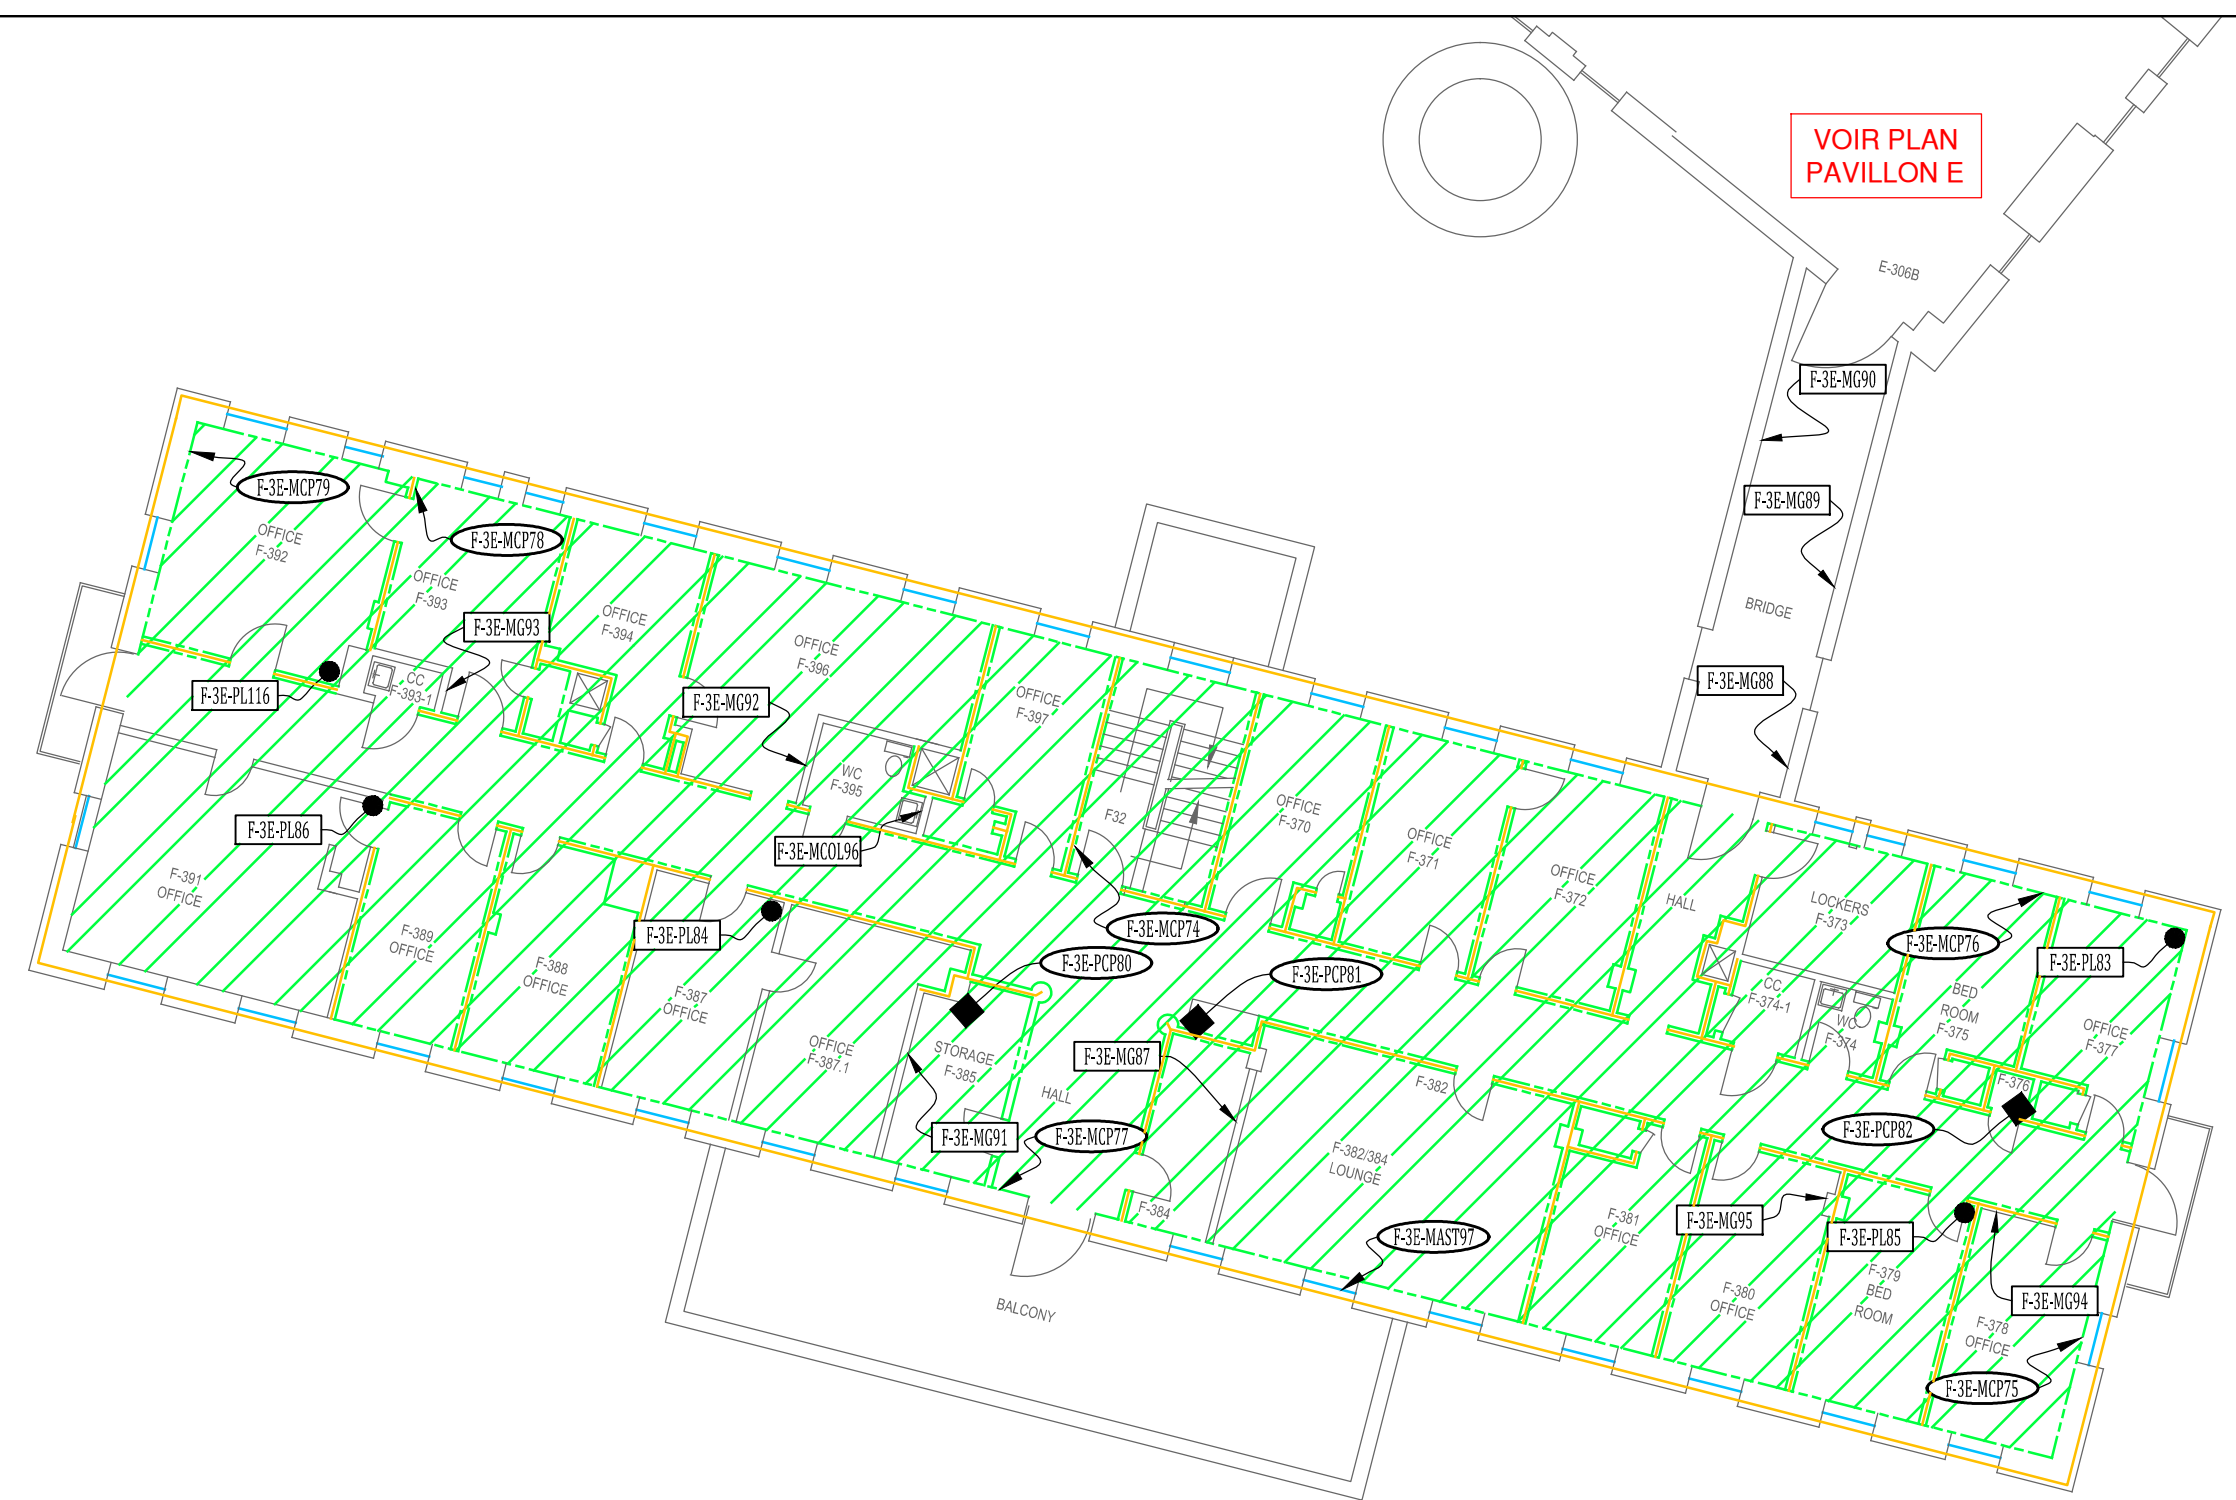 VOIR PLAN
PAVILLON E
E-306B
F-3E-MG90
F-3E-MG89
BRIDGE
F-3E-MG88
F-3E-MCP79
F-3E-MCP78
OFFICE
F-392
OFFICE
F-393
OFFICE
F-394
OFFICE
F-396
OFFICE
F-397
F-3E-MG93
CC
F-393-1
F-3E-PL116
F-3E-MG92
WC
F-395
F-3E-MCOL96
F-3E-PL86
F-391
OFFICE
F-389
OFFICE
F-388
OFFICE
F-387
OFFICE
F-3E-PL84
OFFICE
F-387.1
F32
OFFICE
F-370
OFFICE
F-371
OFFICE
F-372
HALL
LOCKERS
F-373
F-3E-MCP74
F-3E-PCP80
F-3E-PCP81
F-3E-MCP76
F-3E-PL83
CC
F-374-1
WC
F-374
BED
ROOM
F-375
OFFICE
F-377
F-376
STORAGE
F-385
HALL
F-3E-MG87
F-382
F-3E-MG91
F-3E-MCP77
F-3E-PCP82
F-382/384
LOUNGE
F-384
F-3E-MAST97
F-381
OFFICE
F-3E-MG95
F-3E-PL85
F-380
OFFICE
F-379
BED
ROOM
F-3E-MG94
F-378
OFFICE
F-3E-MCP75
BALCONY